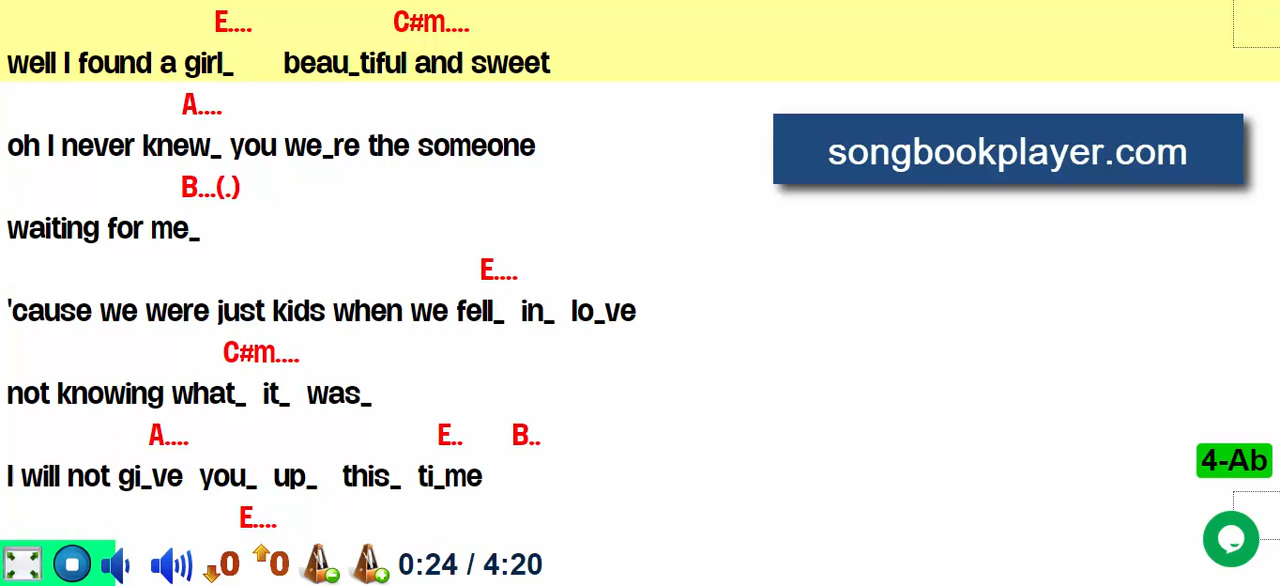 E.... C#m....
well I found a girl_ beau_tiful and sweet
A....
oh I never knew_ you we_re the someone
songbookplayer.com
B...(.)
waiting for me_
E....
'cause we were just kids when we fell_ in_ lo_ve
C#m....
not knowing what_ it_ was_
A.... E.. B..
I will not gi_ve you_ up_ this_ ti_me
4-Ab
E....
0 0 0:24 / 4:20